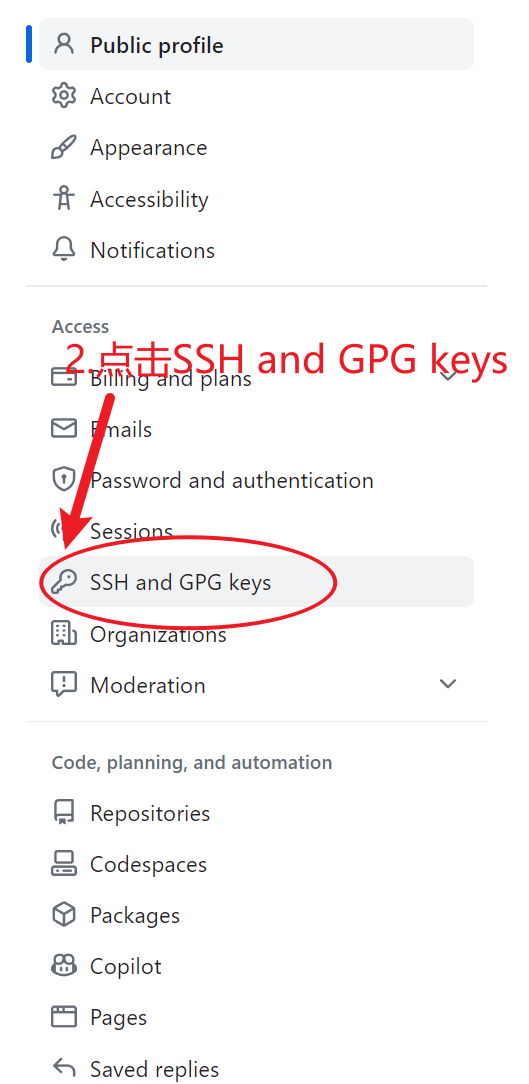 Public profile
Account
Appearance
Accessibility
Notifications
Access
2.点击SSH and GPG keys
Billing and plans
Emails
Password and authentication
Sessions
SSH and GPG keys
Organizations
Moderation
Code, planning, and automation
Repositories
Codespaces
Packages
Copilot
Pages
Saved replies